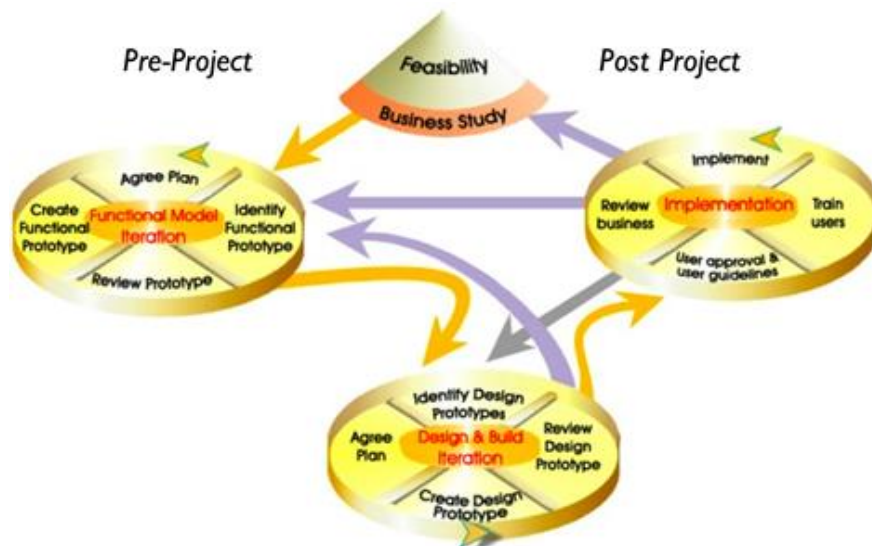 Pre-Project
Feasibility
Post Project
Business Study
Agree Plan
Create
Functional
Prototype
Functional Model
Iteration
Identify
Functional
Prototype
Review Prototype
Implement
Review
business
Implementation
Train
users
User approval &
user guidelines
Identify Design
Prototypes
Agree
Plan
Design & Build
Iteration
Review
Design
Prototype
Create Design
Prototype